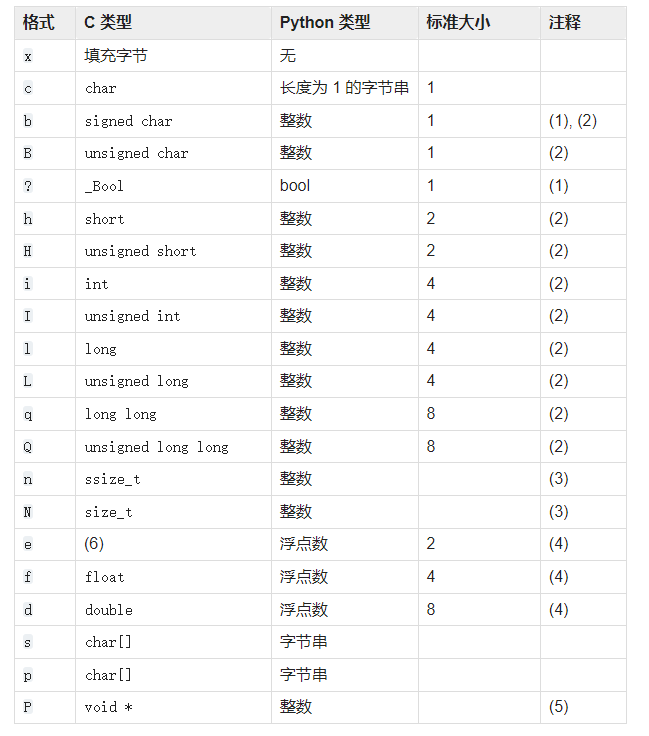 格式 C 类型 Python 类型 标准大小 注释
x 填充字节 无
c char 长度为 1 的字节串 1
b signed char 整数 1 (1), (2)
B unsigned char 整数 1 (2)
? _Bool bool 1 (1)
h short 整数 2 (2)
H unsigned short 整数 2 (2)
i int 整数 4 (2)
I unsigned int 整数 4 (2)
l long 整数 4 (2)
L unsigned long 整数 4 (2)
q long long 整数 8 (2)
Q unsigned long long 整数 8 (2)
n ssize_t 整数 (3)
N size_t 整数 (3)
e (6) 浮点数 2 (4)
f float 浮点数 4 (4)
d double 浮点数 8 (4)
s char[] 字节串
p char[] 字节串
P void * 整数 (5)